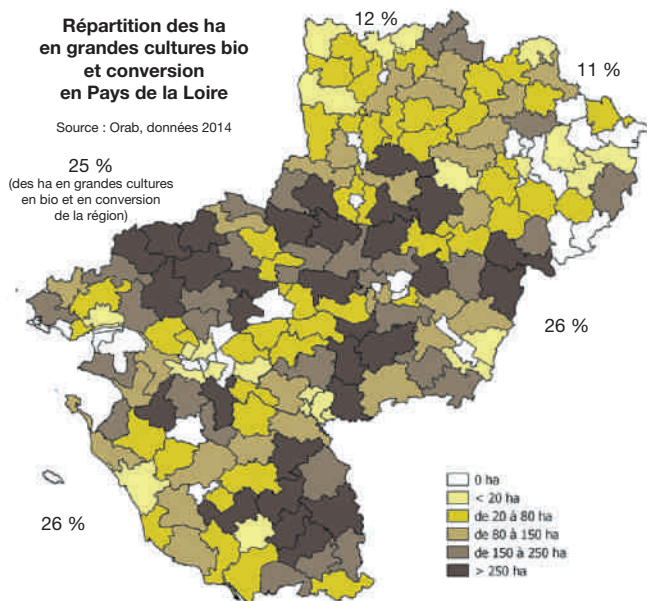 Répartition des ha
en grandes cultures bio
et conversion
en Pays de la Loire
Source : Orab, données 2014
12 %
11 %
25 %
(des ha en grandes cultures
en bio et en conversion
de la région)
26 %
26 %
0 ha
< 20 ha
de 20 à 80 ha
de 80 à 150 ha
de 150 à 250 ha
> 250 ha